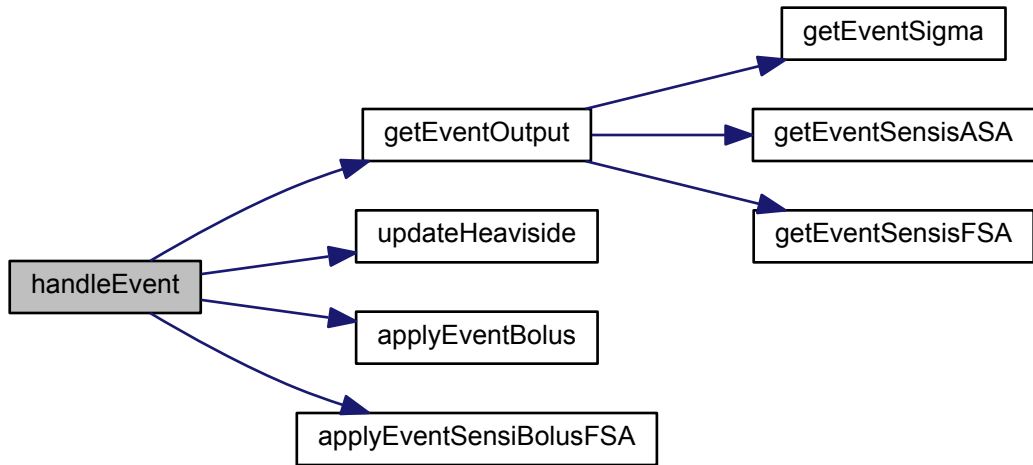 handleEvent
getEventOutput
updateHeaviside
applyEventBolus
applyEventSensiBolusFSA
getEventSigma
getEventSensisASA
getEventSensisFSA